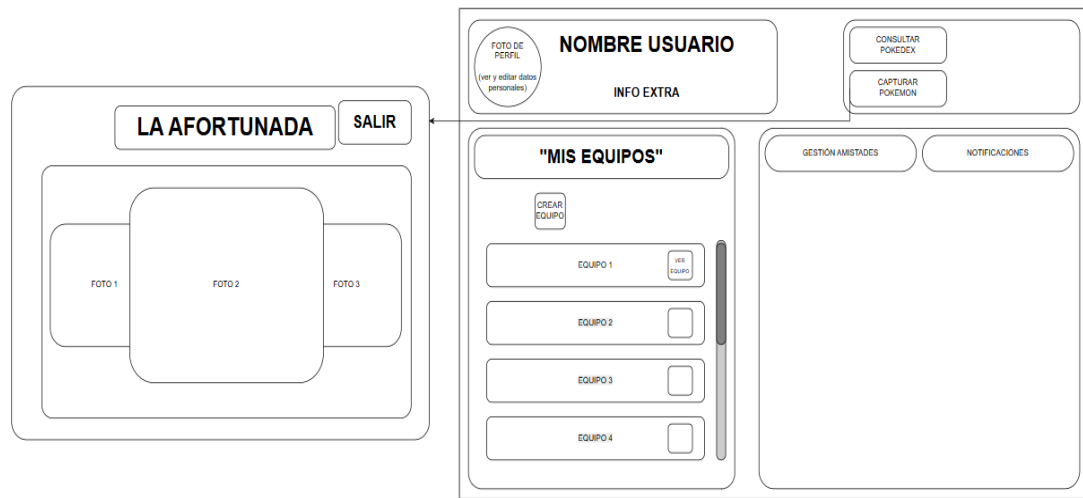 LA AFORTUNADA
SALIR
FOTO 1
FOTO 2
FOTO 3
FOTO DE
PERFIL
(ver y editar datos
personales)
NOMBRE USUARIO
INFO EXTRA
CONSULTAR
POKÉDEX
CAPTURAR
POKEMON
"MIS EQUIPOS"
CREAR
EQUIPO
EQUIPO 1
VER
EQUIPO
EQUIPO 2
EQUIPO 3
EQUIPO 4
GESTIÓN AMISTADES
NOTIFICACIONES